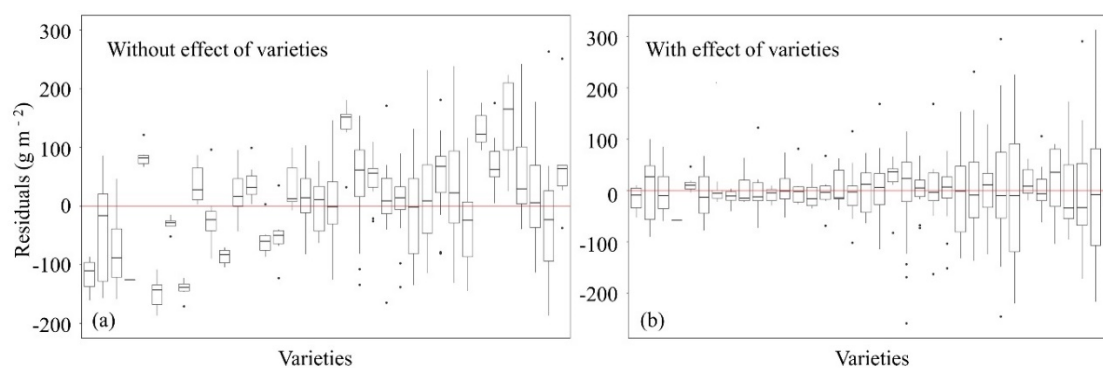 Without effect of varieties
300
200
100
0
-100
-200
Residuals (g m⁻²)
(a)
Varieties
With effect of varieties
300
200
100
0
-100
-200
(b)
Varieties